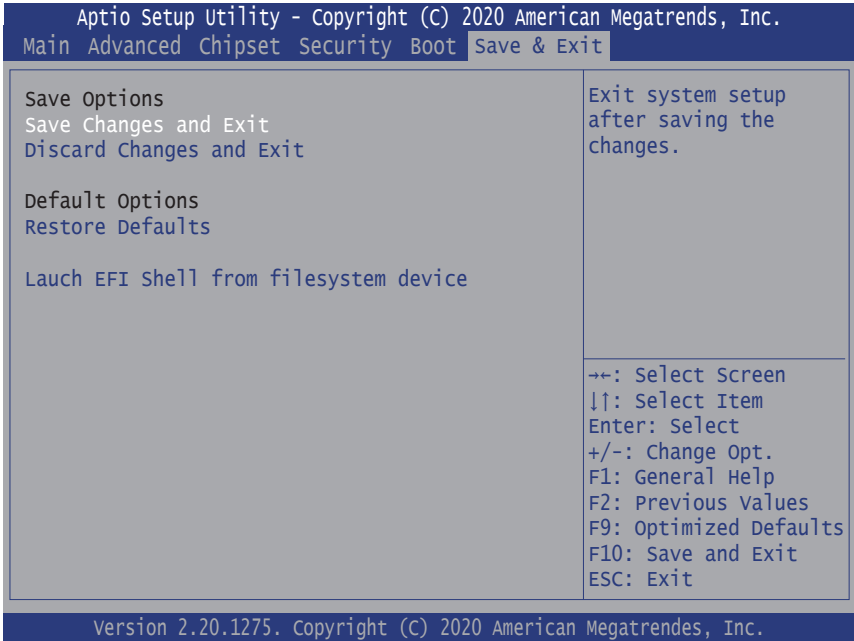 Aptio Setup Utility – Copyright (C) 2020 American Megatrends, Inc.
Main Advanced Chipset Security Boot Save & Exit
Save Options
Save Changes and Exit
Discard Changes and Exit
Default Options
Restore Defaults
Lauch EFI Shell from filesystem device
Exit system setup
after saving the
changes.
→←: Select Screen
↓↑: Select Item
Enter: Select
+/-: Change Opt.
F1: General Help
F2: Previous Values
F9: Optimized Defaults
F10: Save and Exit
ESC: Exit
Version 2.20.1275. Copyright (C) 2020 American Megatrendes, Inc.